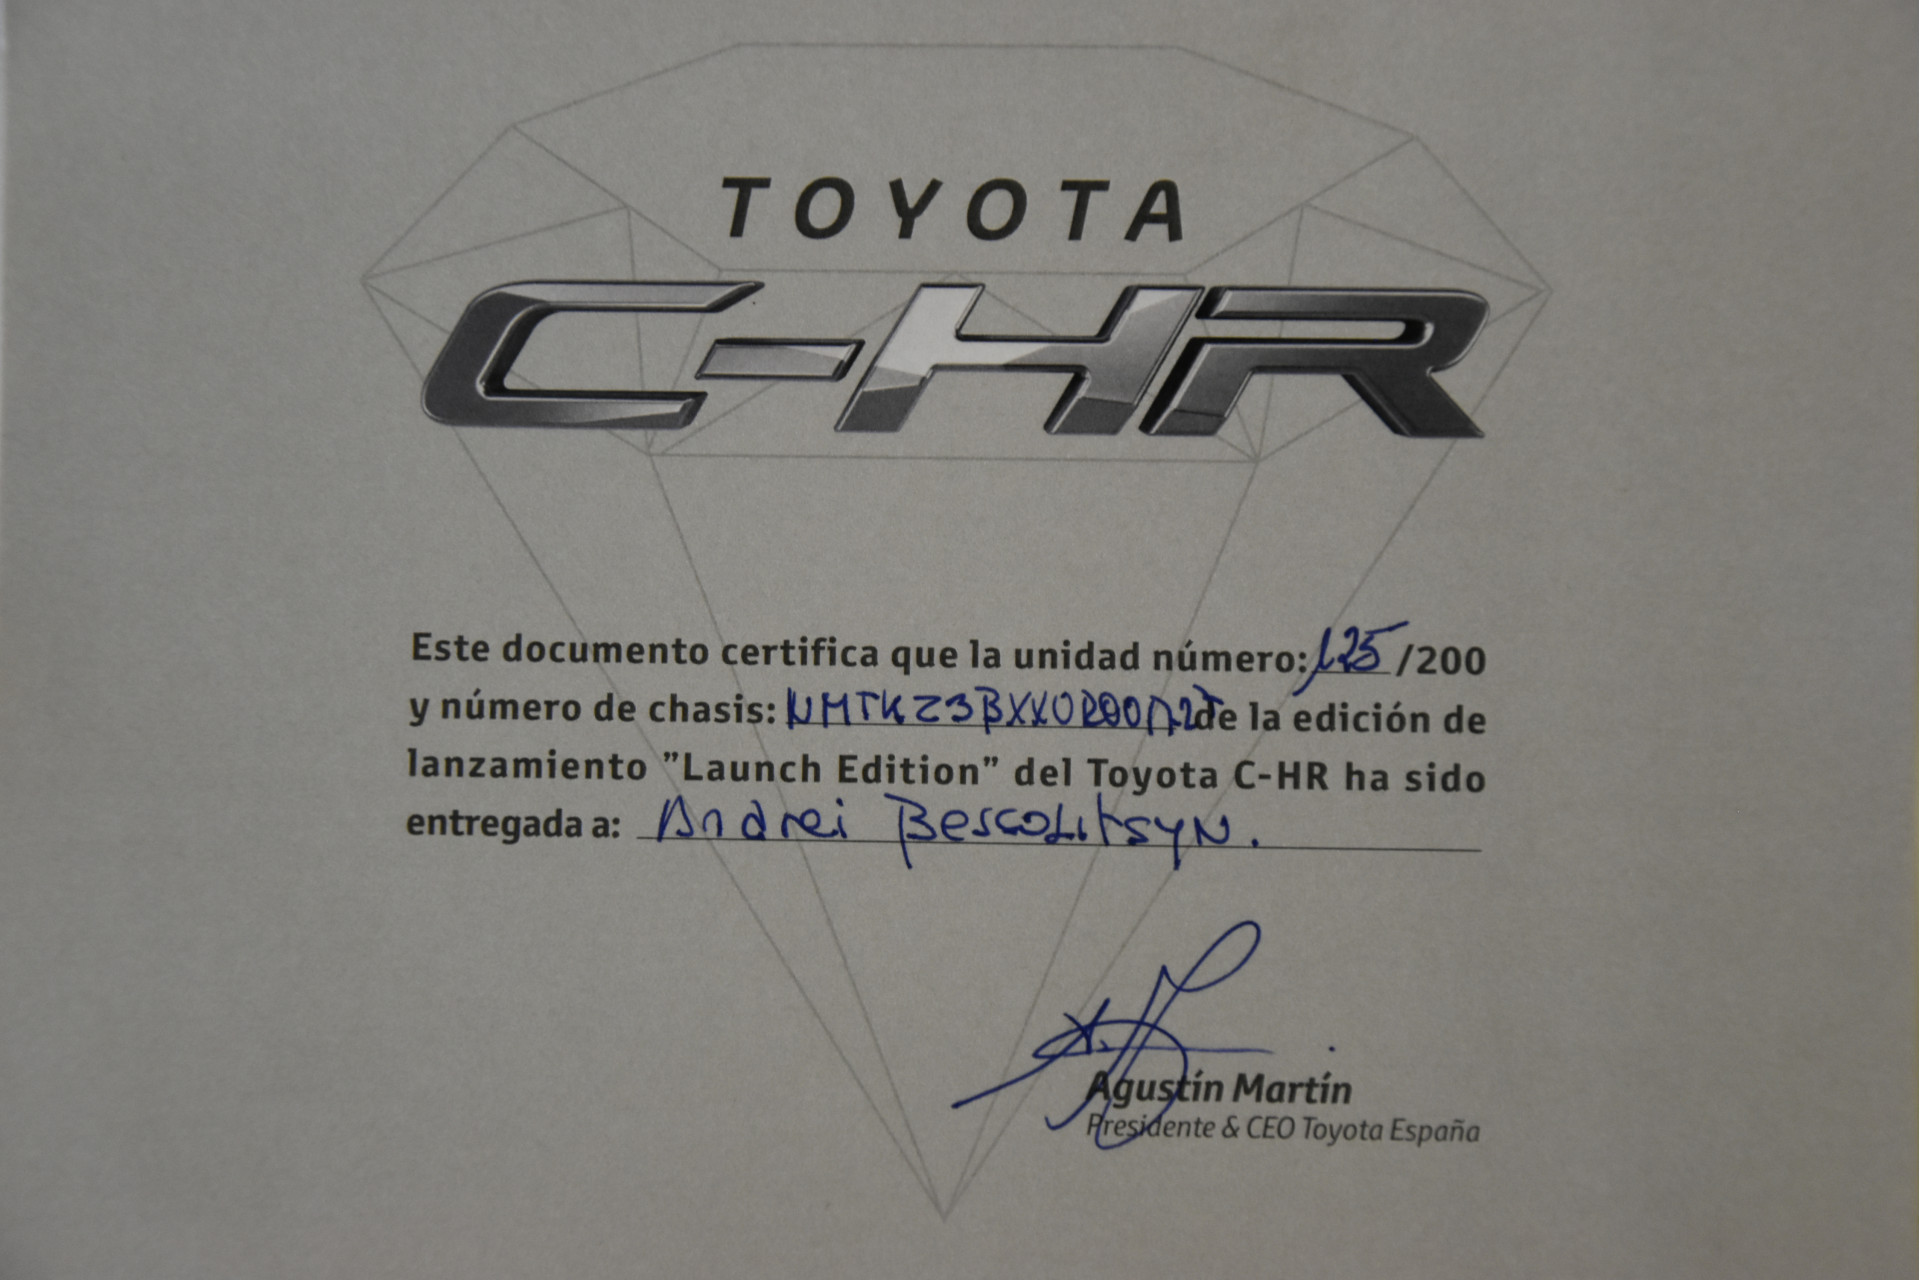 TOYOTA
C-HR
Este documento certifica que la unidad número: 125/200
y número de chasis: de la edición de
lanzamiento "Launch Edition" del Toyota C-HR ha sido
entregada a: Andrei Bescolitsyn.
Agustín Martín
Presidente & CEO Toyota España